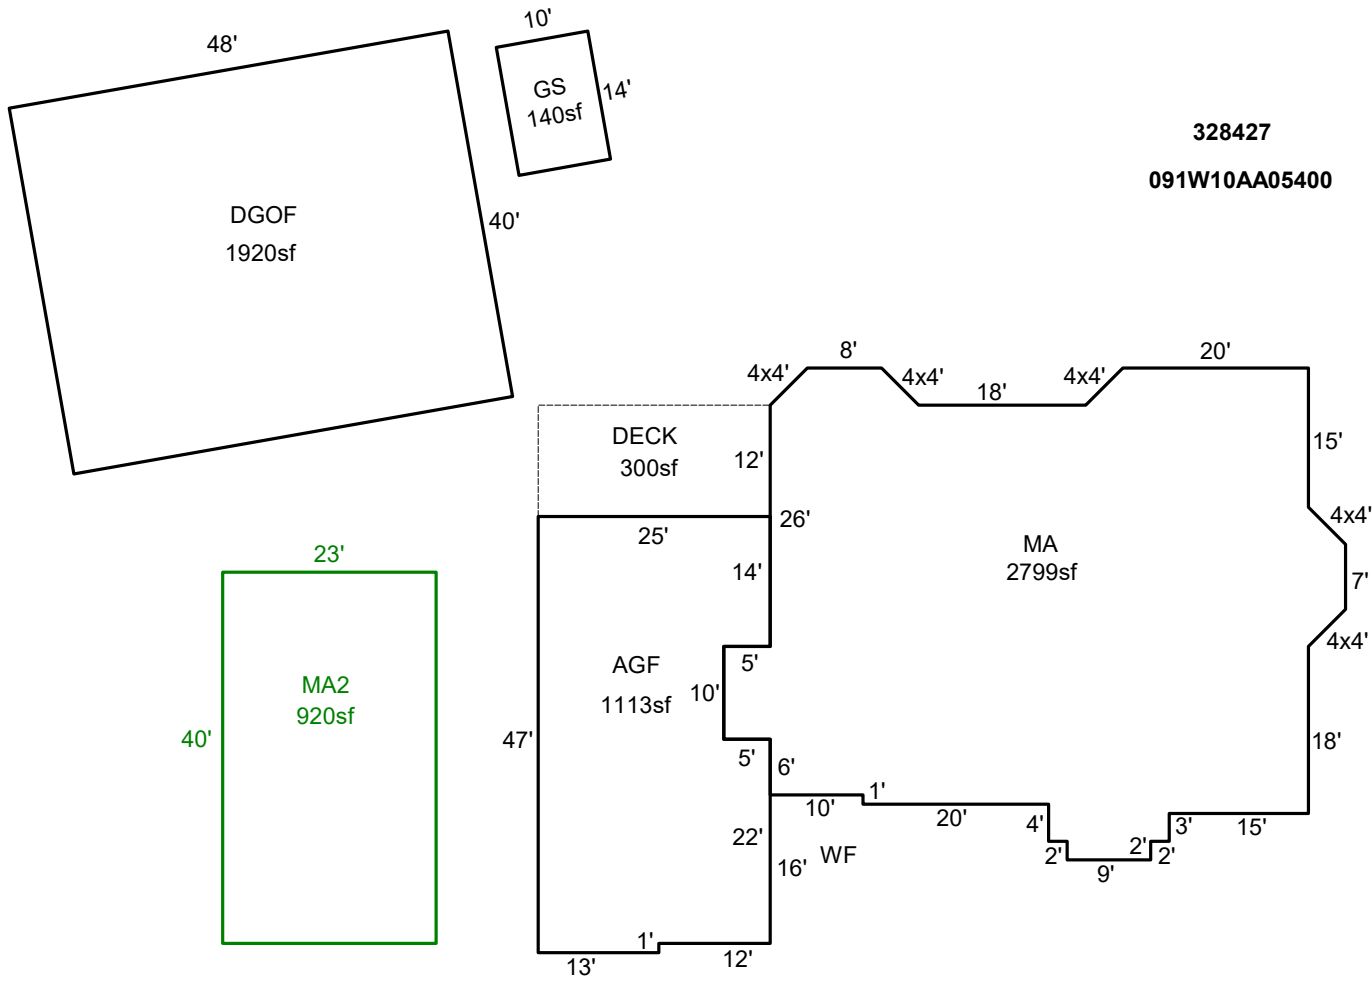 10'
48'
GS
140sf
14'
328427
091W10AA05400
DGOF
1920sf
40'
8'
20'
4x4'
4x4'
4x4'
18'
DECK
300sf
12'
15'
26'
25'
4x4'
MA
2799sf
23'
14'
7'
4x4'
5'
AGF
1113sf
10'
MA2
920sf
40'
47'
5'
6'
18'
10'
1'
20'
4'
3'
15'
22'
16'
WF
2'
9'
2'
2'
1'
13'
12'